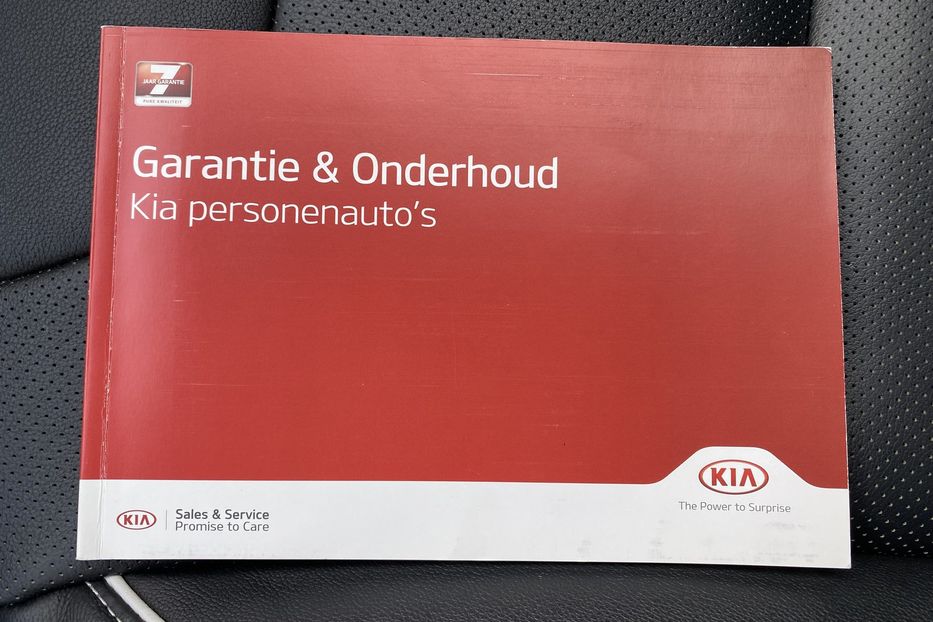 7
JAAR GARANTIE
PURE KWALITEIT
Garantie & Onderhoud
Kia personenauto's
KIA
The Power to Surprise
KIA
Sales & Service
Promise to Care